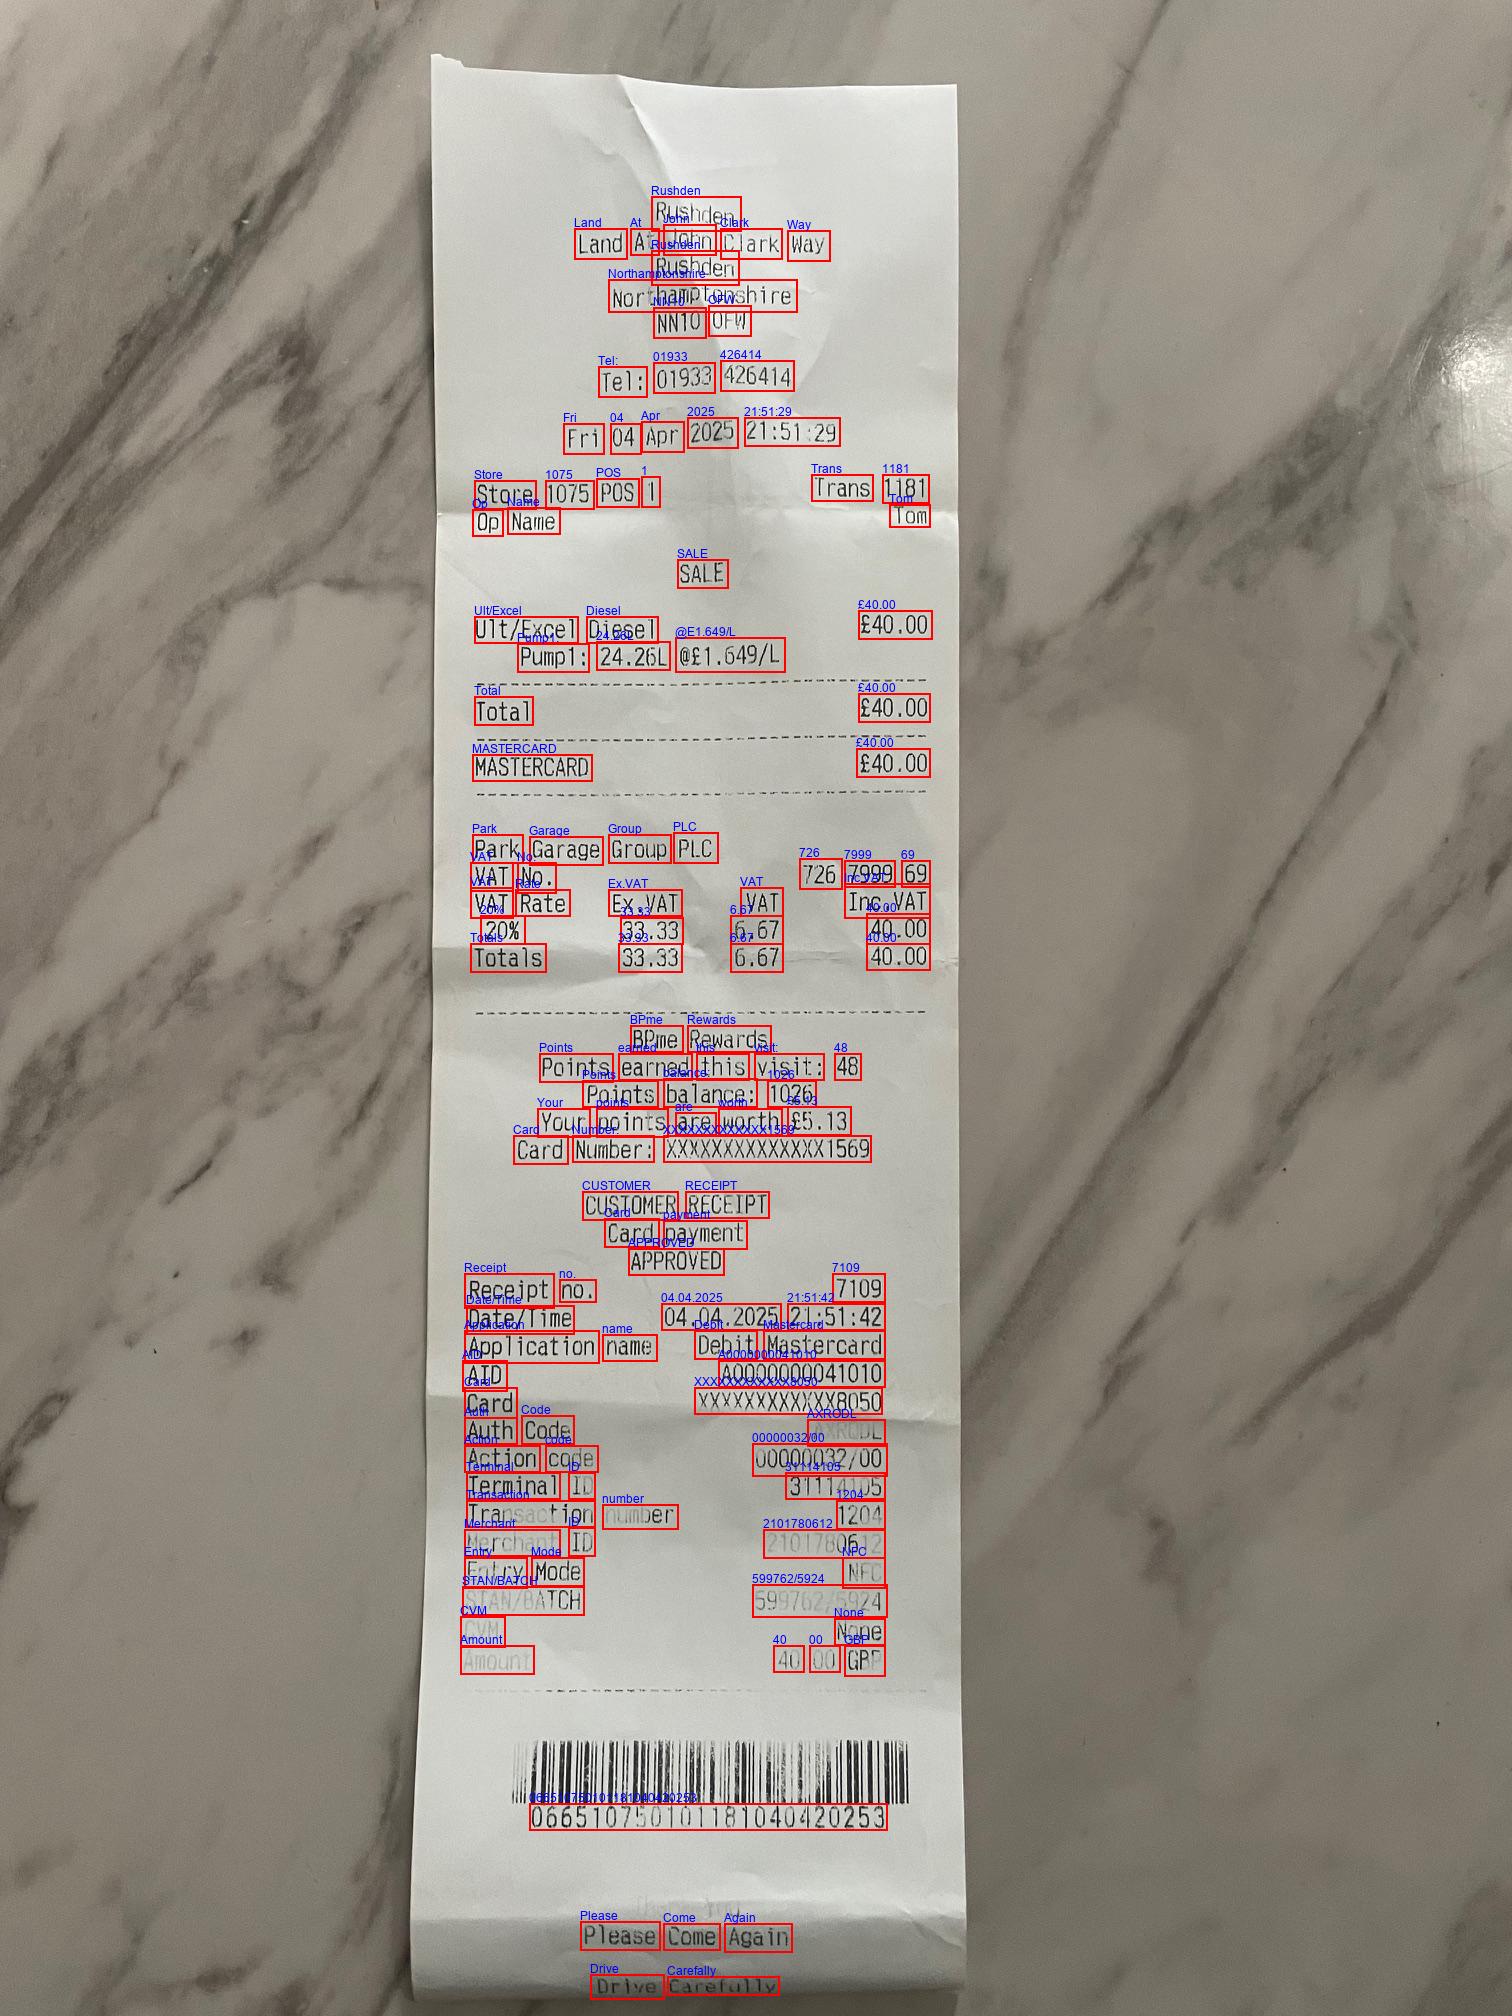 Rushden
Land At John Clark Way
Rushden
Northamptonshire
NN10 0FW
Tel: 01933 426414
Fri 04 Apr 2025 21:51:29
Store 1075 POS 1 Trans 1181
Op Name Tom
SALE
Ult/Excel Diesel £40.00
Pump1: 24.26L @£1.649/L
Total £40.00
MASTERCARD £40.00
Park Garage Group PLC
VAT No. 726 7999 69
VAT Rate Ex.VAT VAT Inc.VAT
20% 33.33 6.67 40.00
Totals 33.33 6.67 40.00
BPme Rewards
Points earned this visit: 48
Points balance: 1026
Your points are worth £5.13
Card Number: XXXXXXXXXXXXXX1569
CUSTOMER RECEIPT
Card payment
APPROVED
Receipt no. 7109
Date/Time 04.04.2025 21:51:42
Application name Debit Mastercard
AID A0000000041010
Card XXXXXXXXXXXX8050
Auth Code AXRODL
Action code 00000032/00
Terminal ID 31114105
Transaction number 1204
Merchant ID 2101780612
Entry Mode NFC
STAN/BATCH 599762/5924
CVM None
Amount 40.00 GBP
066510750101181040420253
Please Come Again
Drive Carefully